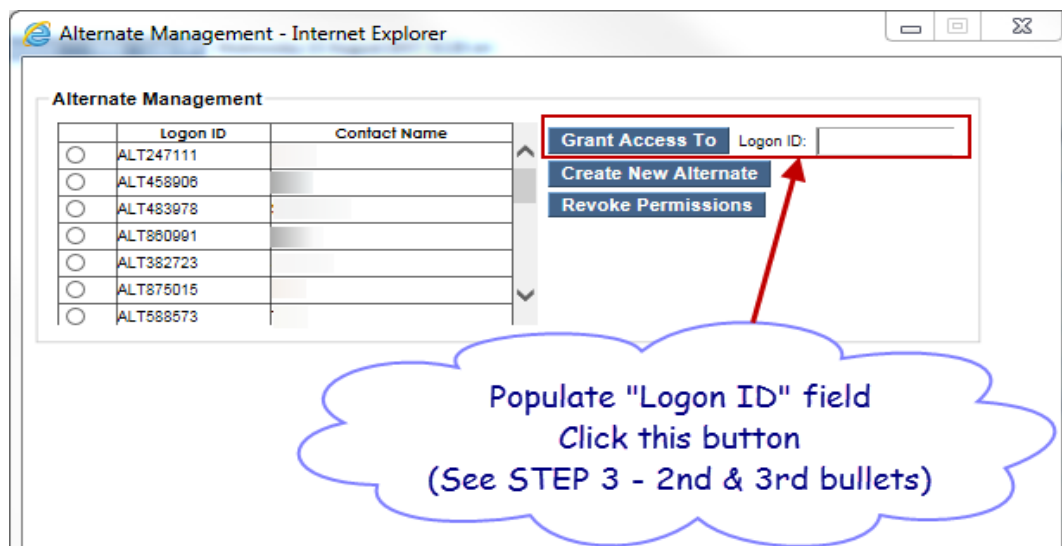 Alternate Management - Internet Explorer
Alternate Management
Logon ID Contact Name
ALT247111
ALT458906
ALT483978
ALT860991
ALT382723
ALT875015
ALT588573
Grant Access To Logon ID:
Create New Alternate
Revoke Permissions
Populate "Logon ID" field
Click this button
(See STEP 3 - 2nd & 3rd bullets)